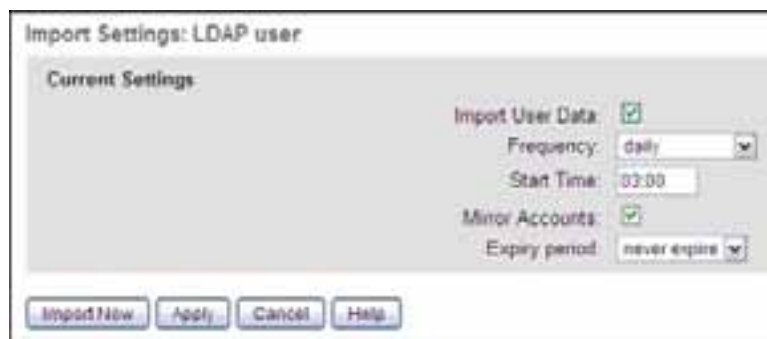 Import Settings: LDAP user
Current Settings
Import User Data:
Frequency: daily
Start Time: 03:00
Mirror Accounts:
Expiry period: never expire
Import Now Apply Cancel Help